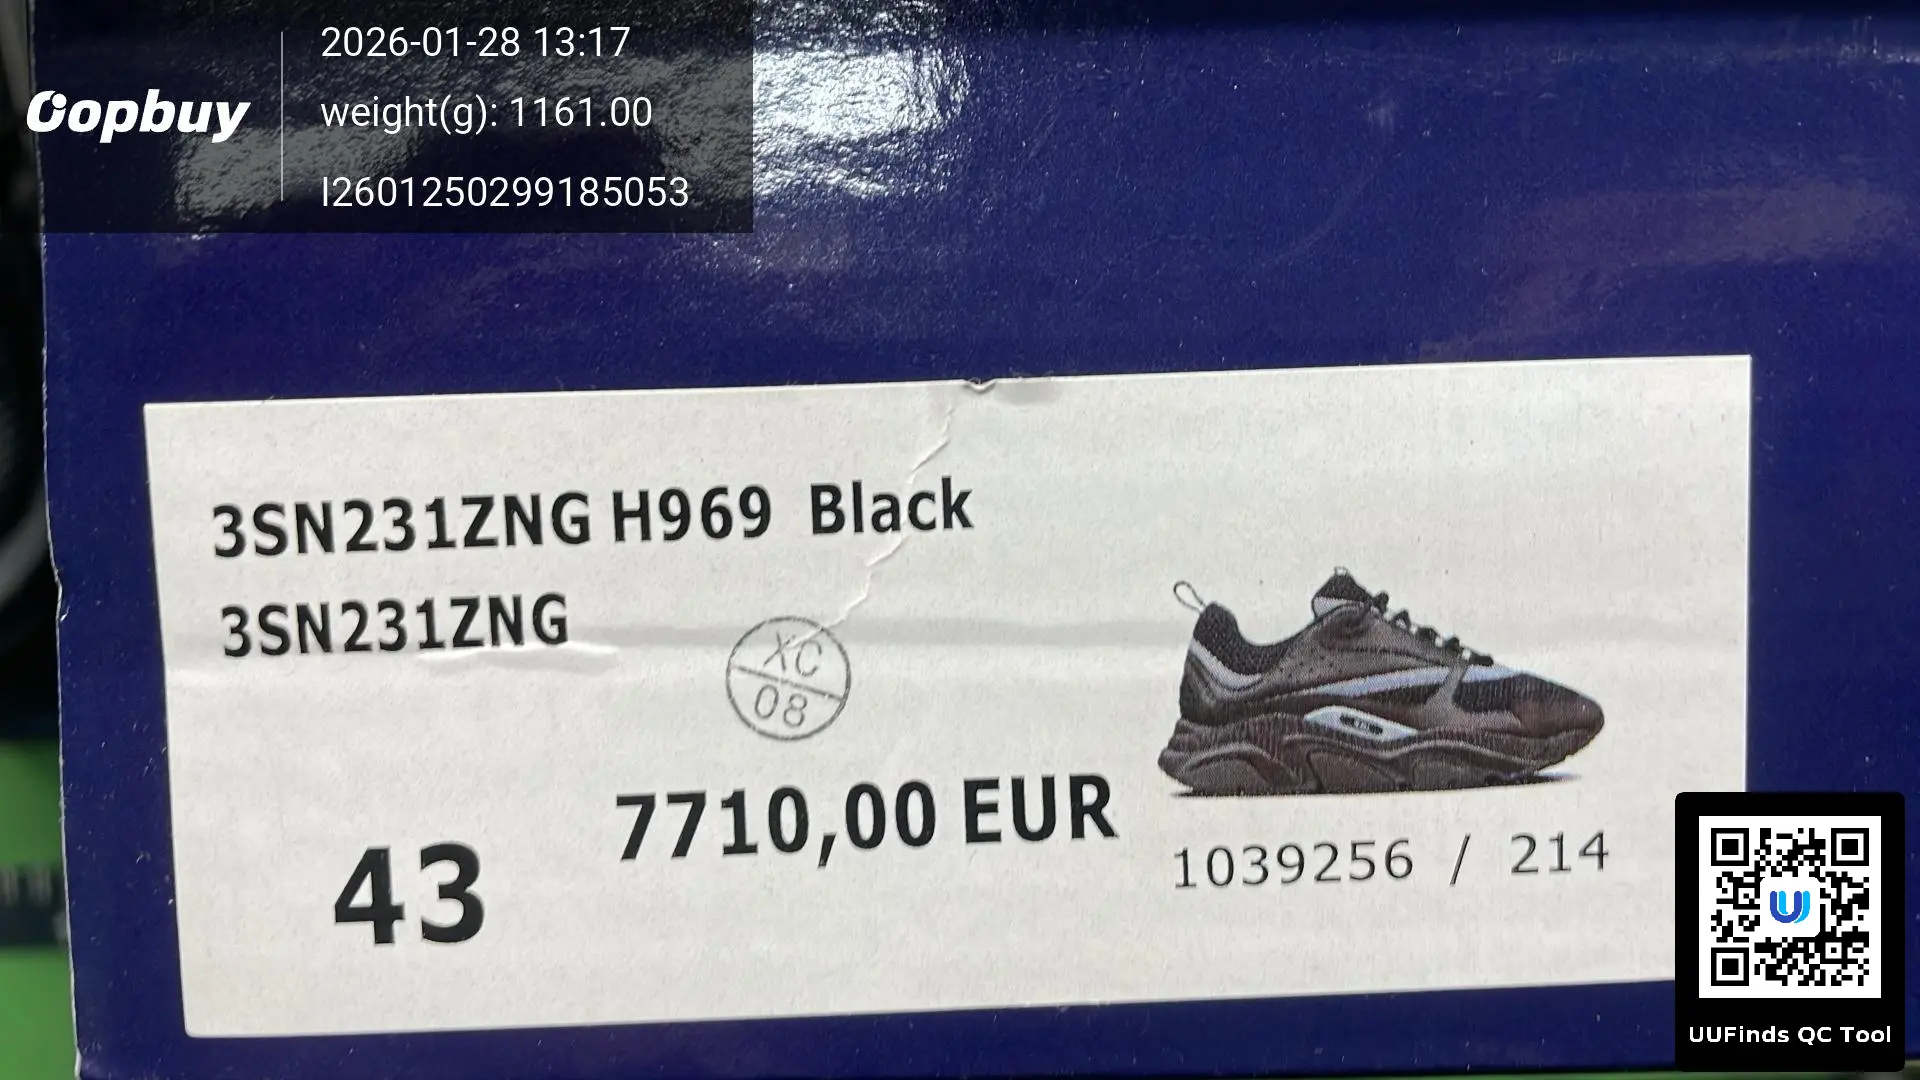 2026-01-28 13:17
Oopbuy
weight(g): 1161.00
I2601250299185053
3SN231ZNG H969 Black
3SN231ZNG
XC
08
7710,00 EUR
43
1039256 / 214
UUFinds QC Tool